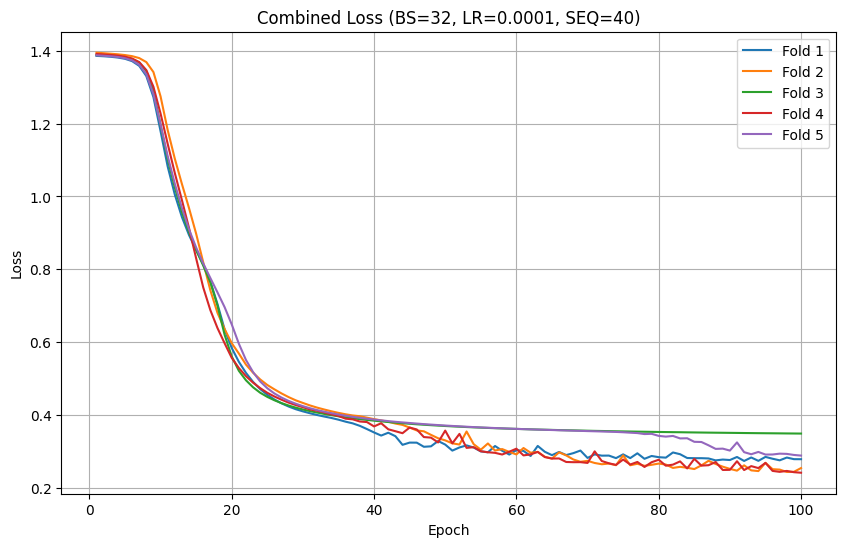 Combined Loss (BS=32, LR=0.0001, SEQ=40)
1.4
1.2
1.0
0.8
0.6
0.4
0.2
Loss
Fold 1
Fold 2
Fold 3
Fold 4
Fold 5
0 20 40 60 80 100
Epoch